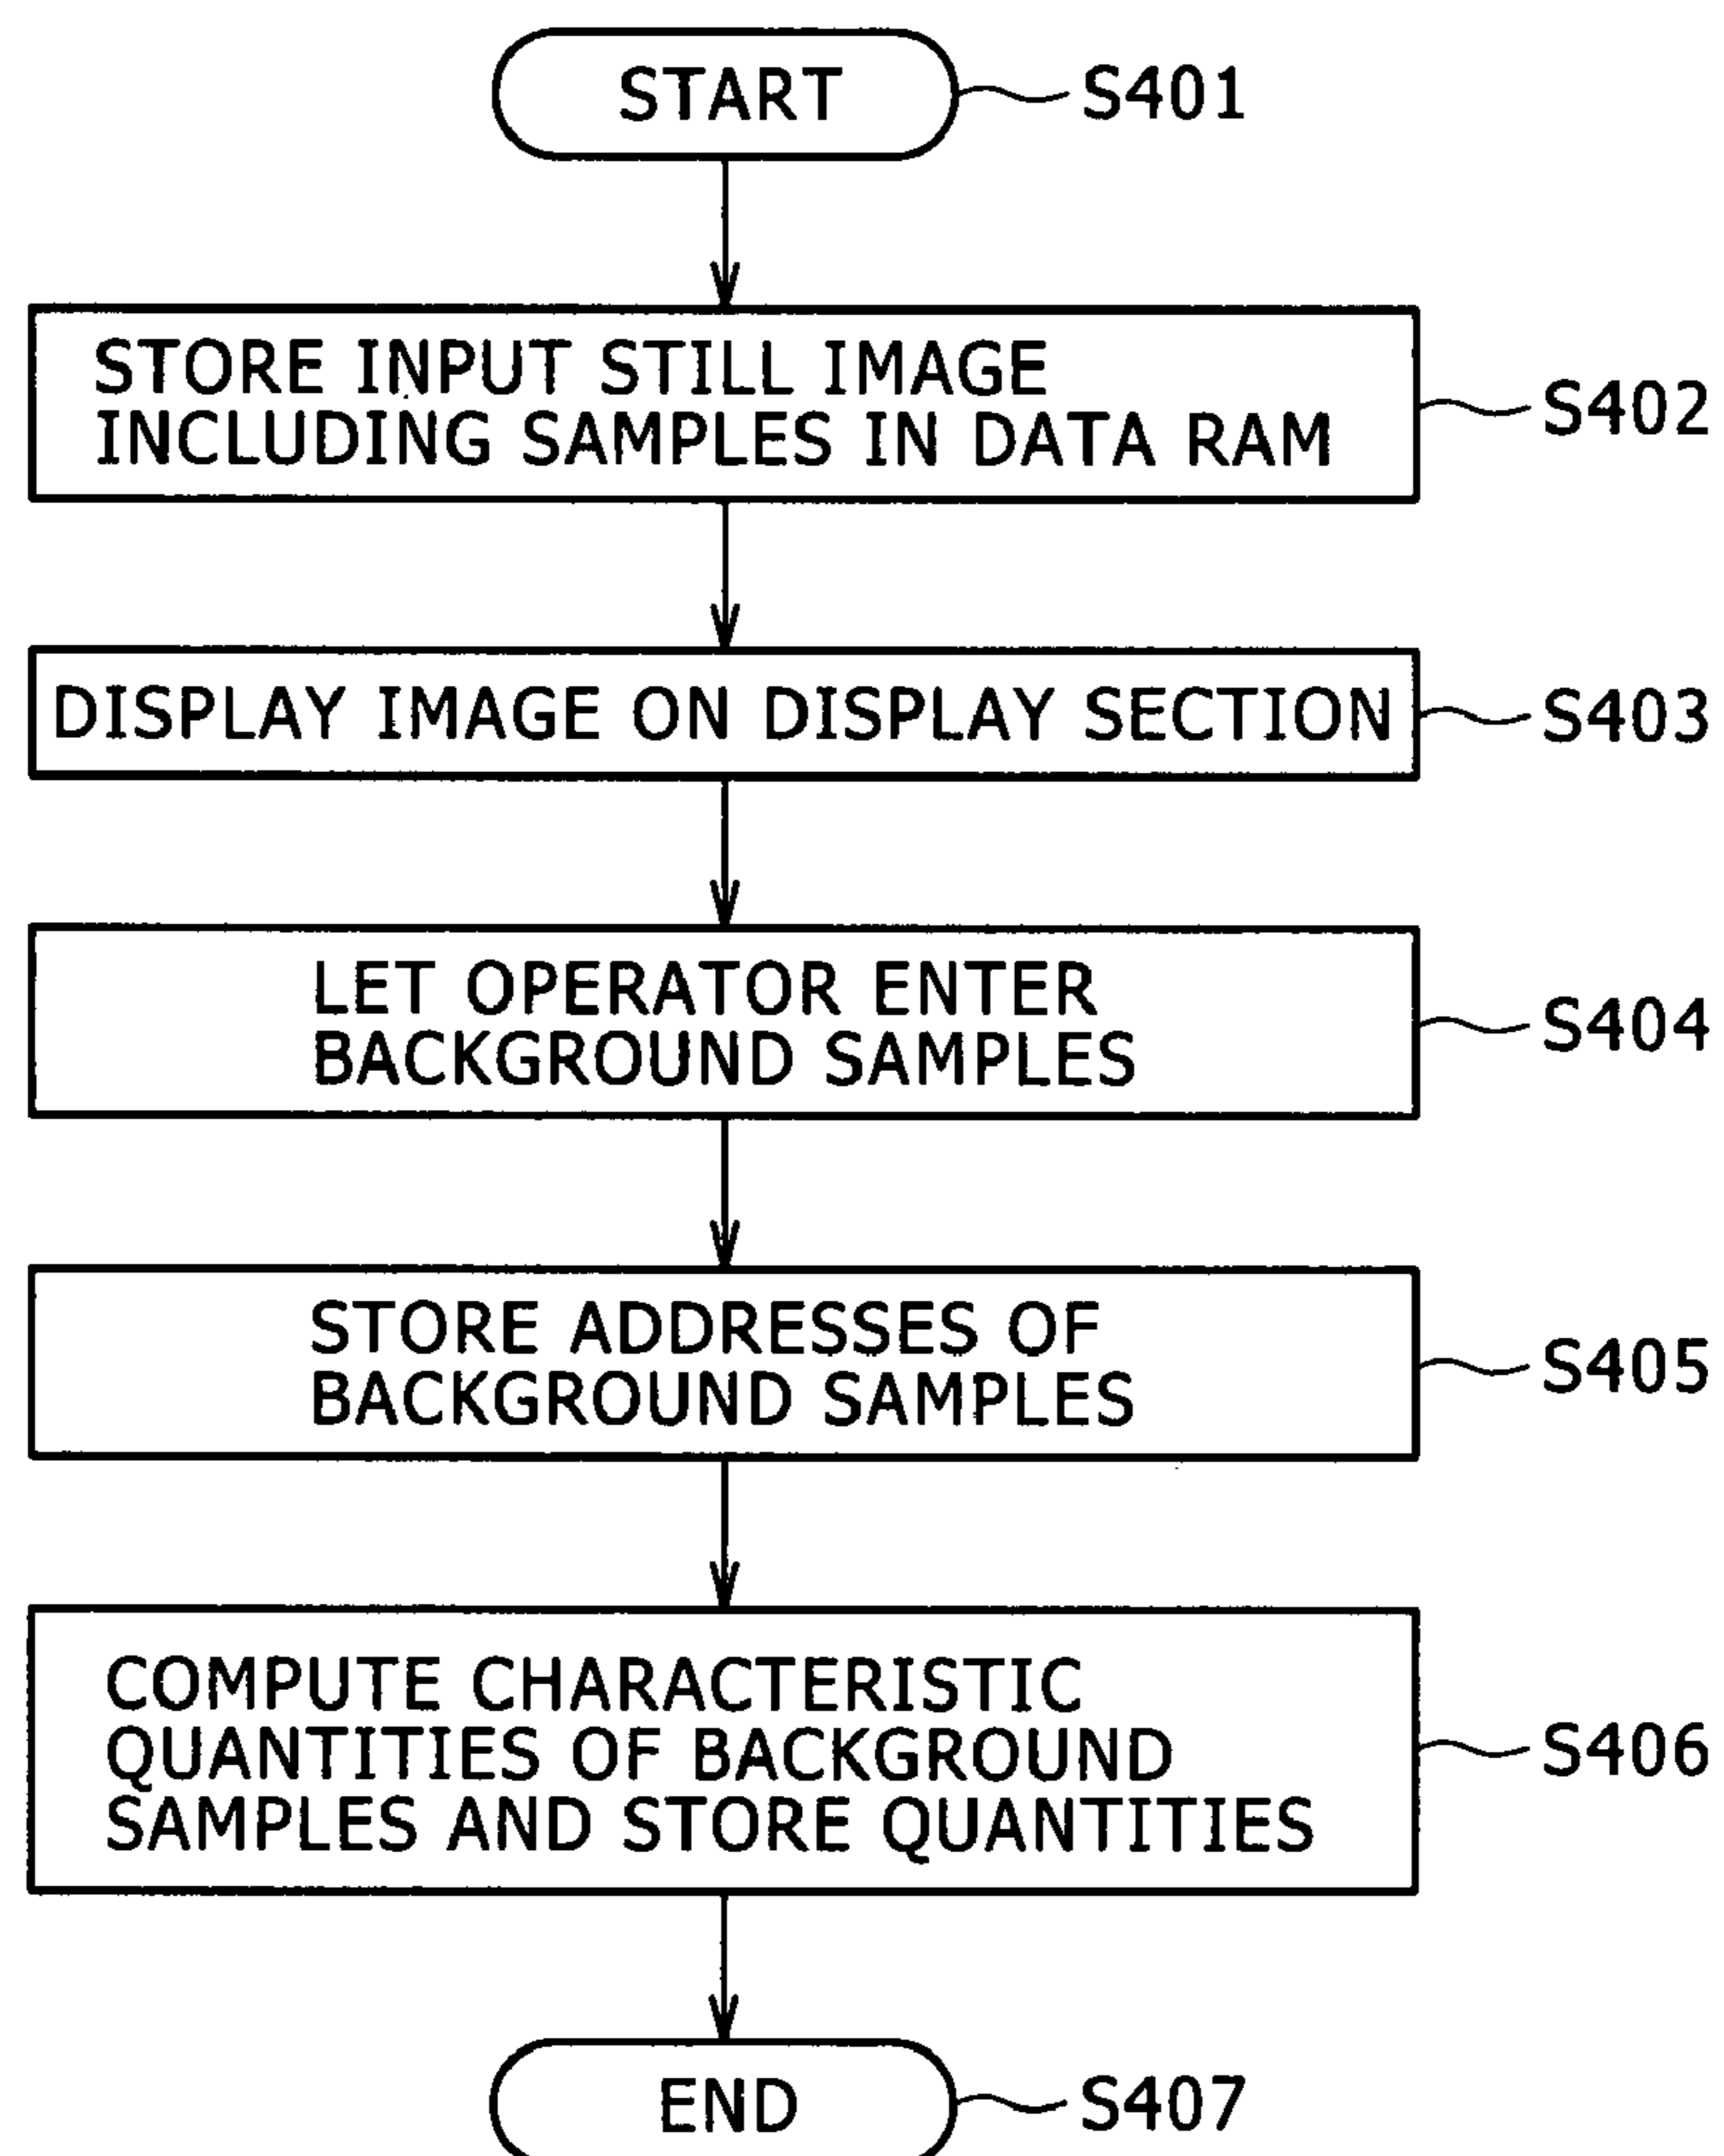 START
S401
STORE INPUT STILL IMAGE
INCLUDING SAMPLES IN DATA RAM
S402
DISPLAY IMAGE ON DISPLAY SECTION
S403
LET OPERATOR ENTER
BACKGROUND SAMPLES
S404
STORE ADDRESSES OF
BACKGROUND SAMPLES
S405
COMPUTE CHARACTERISTIC
QUANTITIES OF BACKGROUND
SAMPLES AND STORE QUANTITIES
S406
END
S407